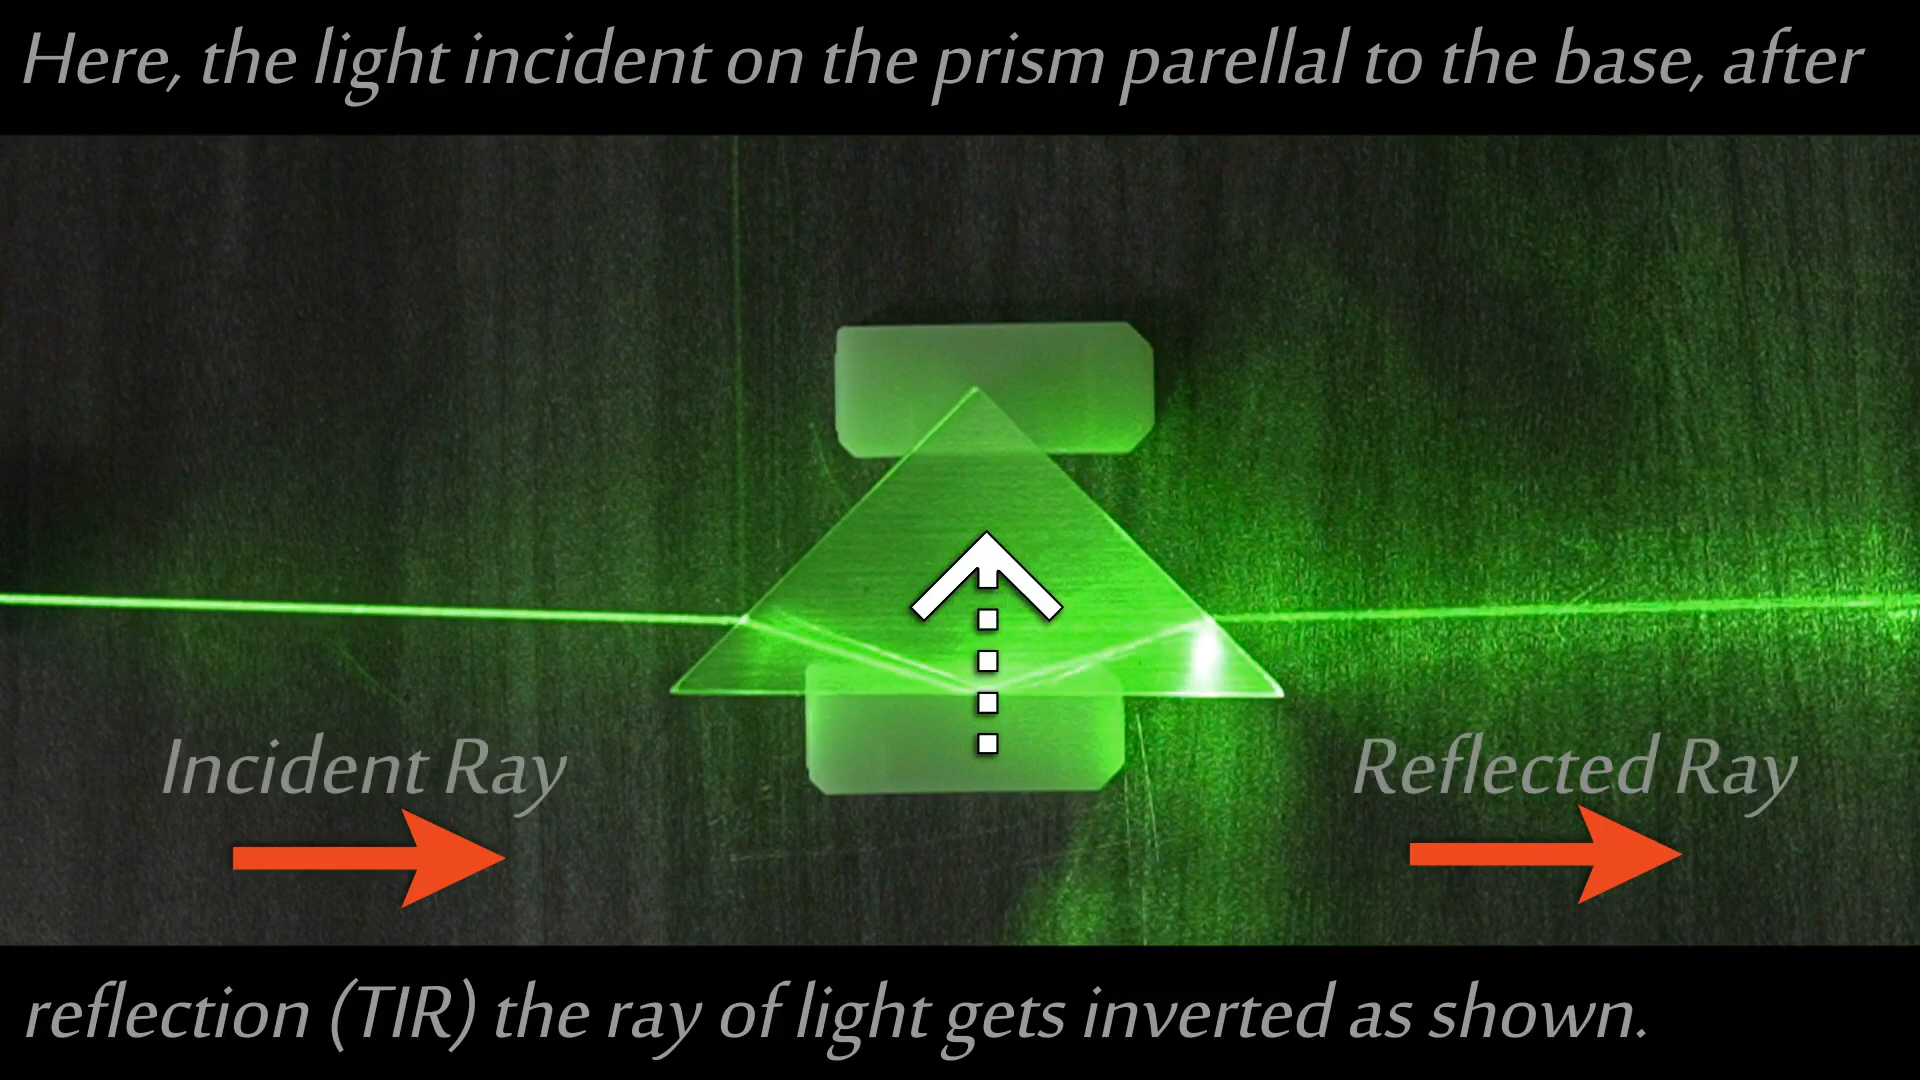 Here, the light incident on the prism parellal to the base, after
Incident Ray
Reflected Ray
reflection (TIR) the ray of light gets inverted as shown.